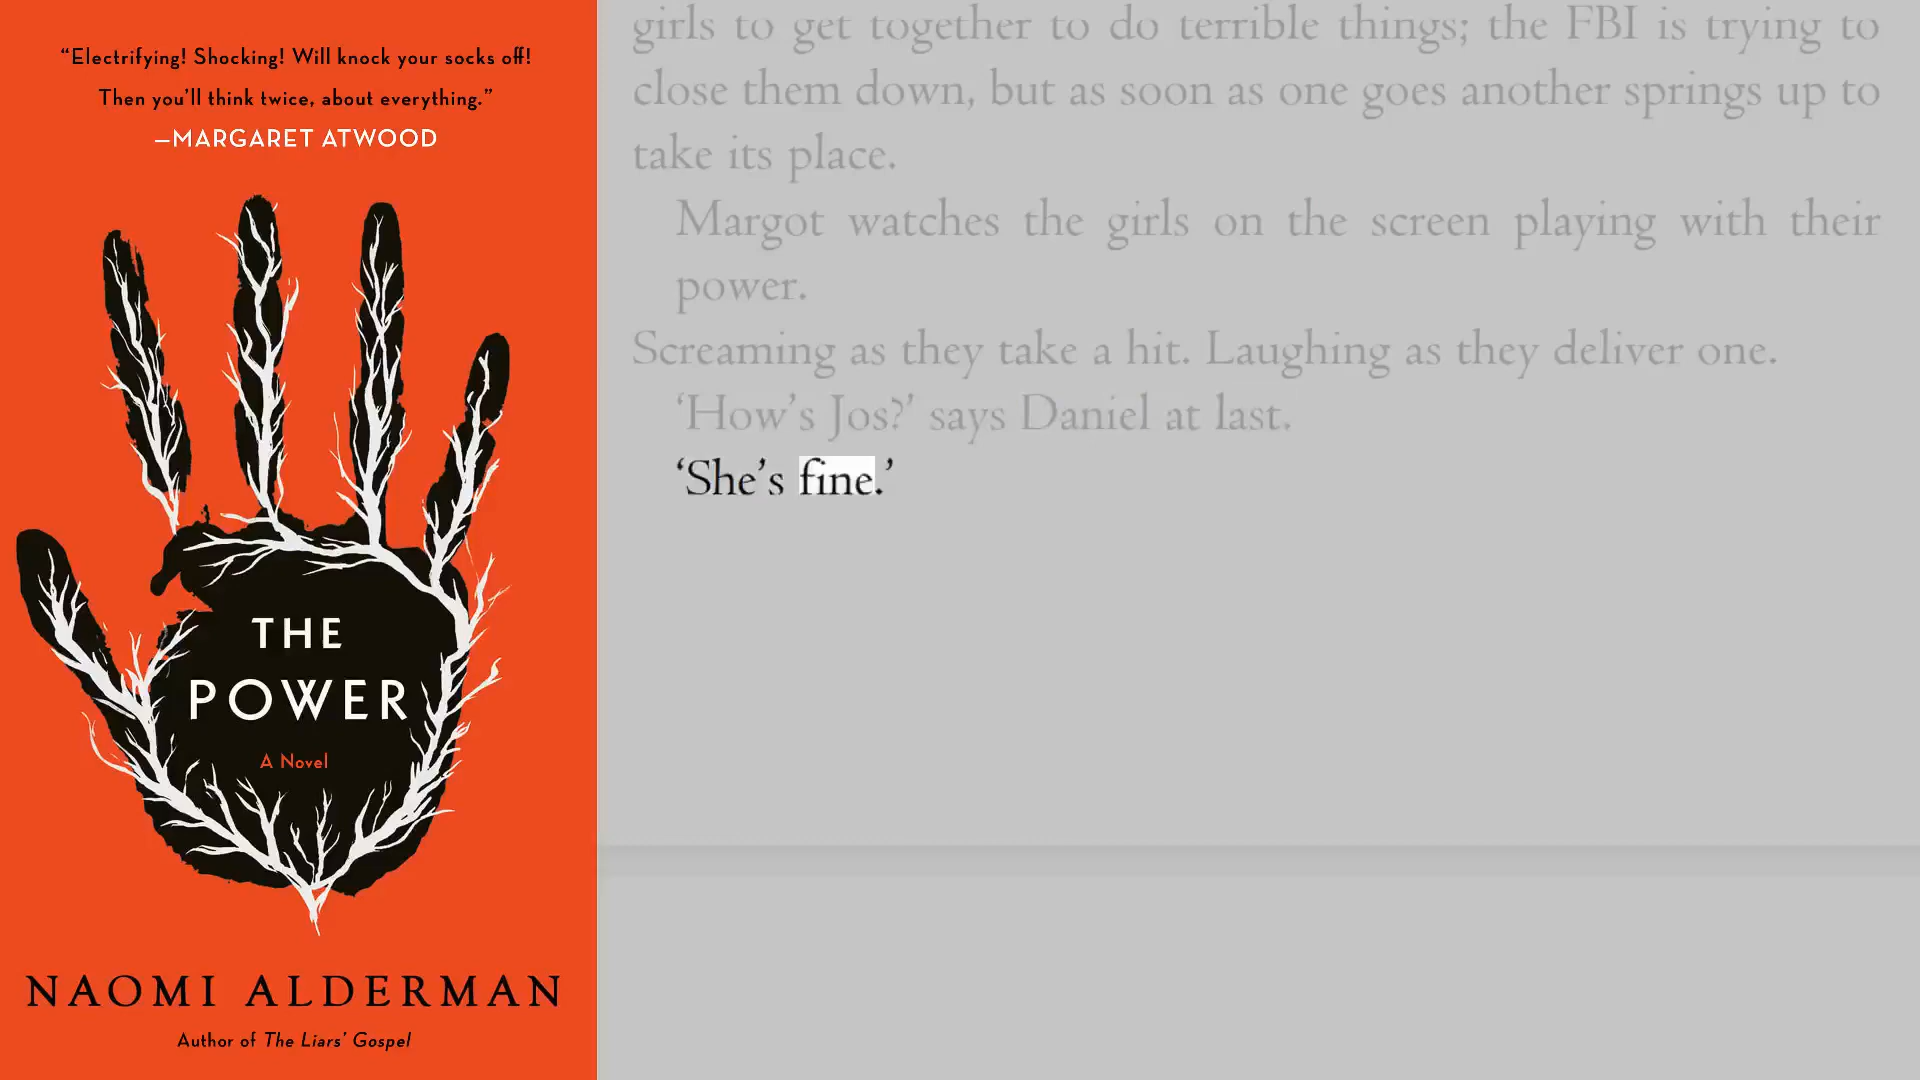 “Electrifying! Shocking! Will knock your socks off!
Then you’ll think twice, about everything.”
—MARGARET ATWOOD
THE
POWER
A Novel
NAOMI ALDERMAN
Author of The Liars’ Gospel
girls to get together to do terrible things; the FBI is trying to
close them down, but as soon as one goes another springs up to
take its place.
Margot watches the girls on the screen playing with their
power.
Screaming as they take a hit. Laughing as they deliver one.
‘How’s Jos?’ says Daniel at last.
‘She’s fine.’